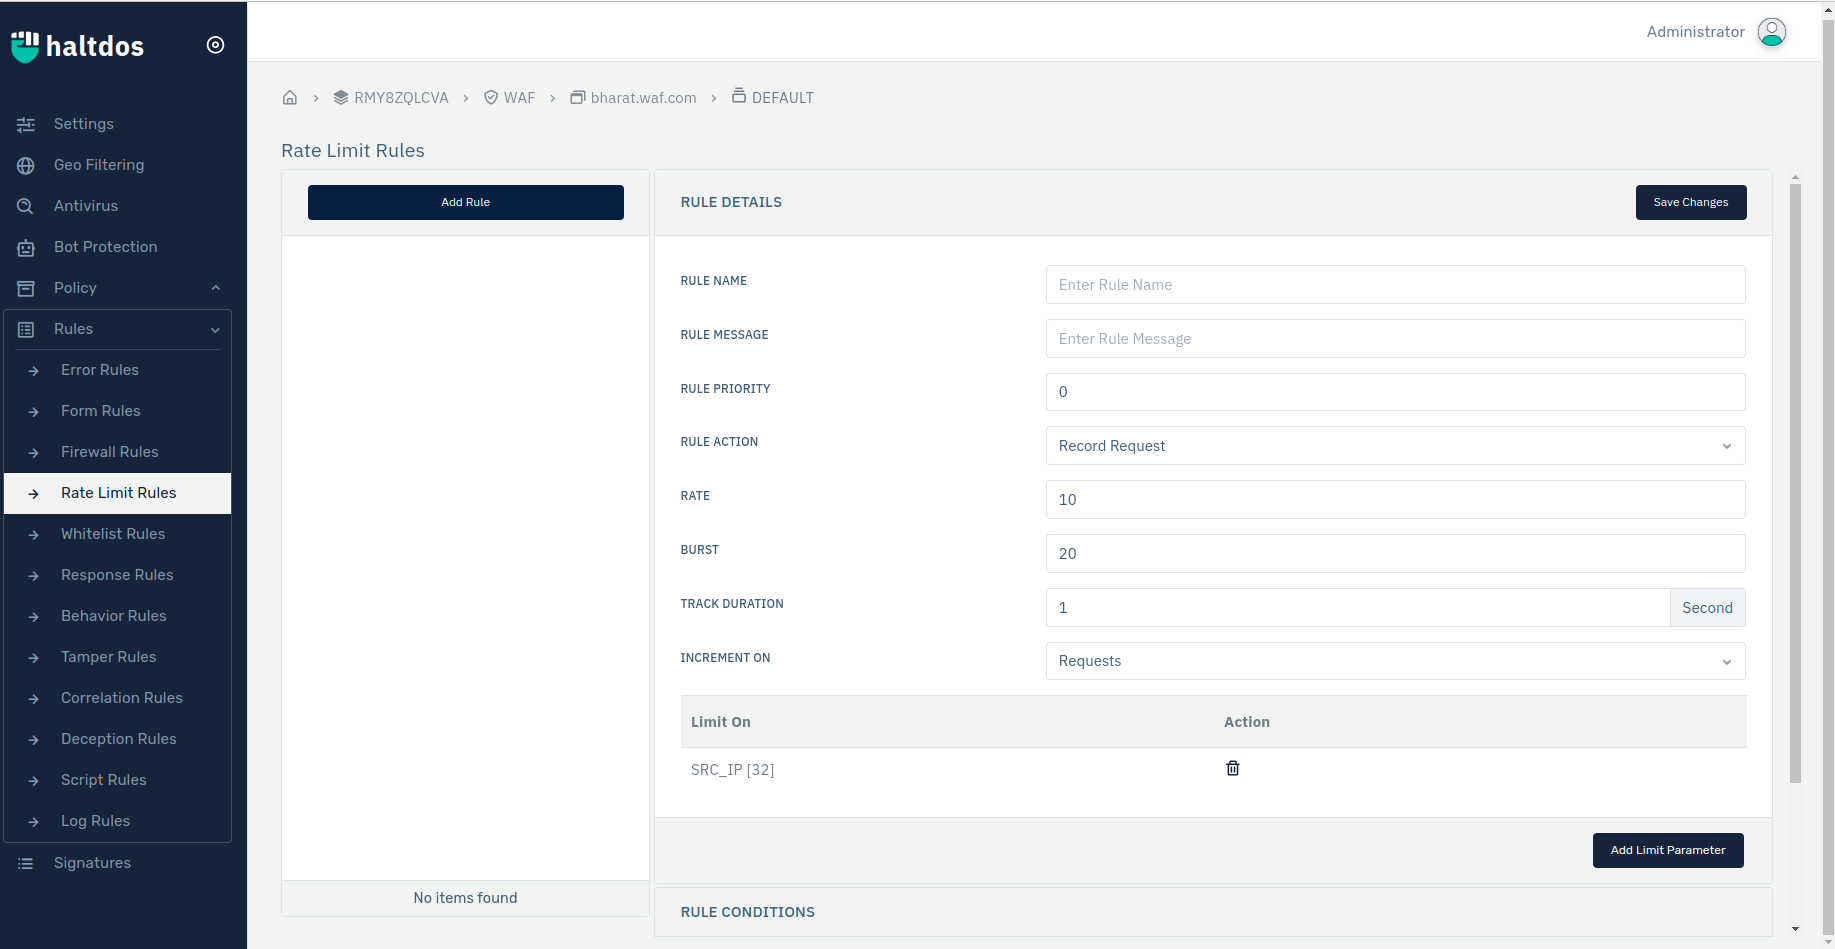 haltdos
Administrator
Settings
Geo Filtering
Antivirus
Bot Protection
Policy
Rules
Error Rules
Form Rules
Firewall Rules
Rate Limit Rules
Whitelist Rules
Response Rules
Behavior Rules
Tamper Rules
Correlation Rules
Deception Rules
Script Rules
Log Rules
Signatures
RMY8ZQLCVA > WAF > bharat.waf.com > DEFAULT
Rate Limit Rules
Add Rule
No items found
RULE DETAILS
Save Changes
RULE NAME Enter Rule Name
RULE MESSAGE Enter Rule Message
RULE PRIORITY 0
RULE ACTION Record Request
RATE 10
BURST 20
TRACK DURATION 1 Second
INCREMENT ON Requests
Limit On Action
SRC_IP [32]
Add Limit Parameter
RULE CONDITIONS